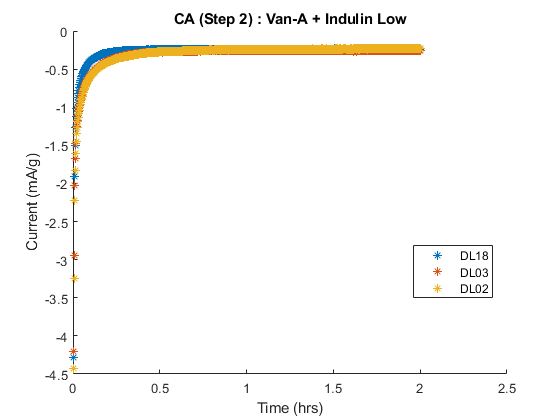 CA (Step 2) : Van-A + Indulin Low
0
-0.5
-1
-1.5
-2
-2.5
-3
-3.5
-4
-4.5
Current (mA/g)
DL18
DL03
DL02
0 0.5 1 1.5 2 2.5
Time (hrs)